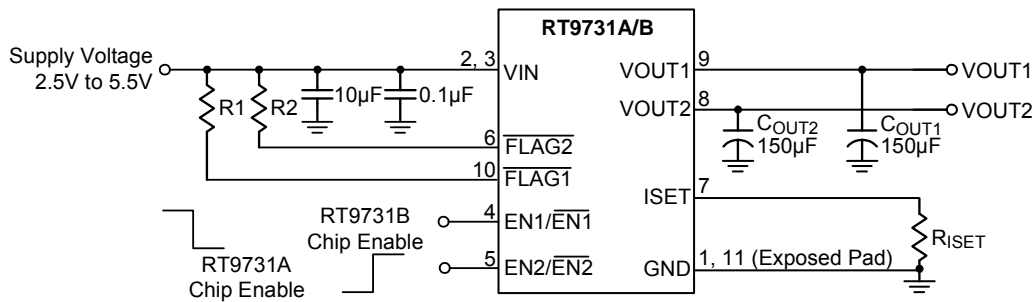 RT9731A/B
Supply Voltage
2.5V to 5.5V
R1
R2
10µF
0.1µF
2, 3
VIN
6
FLAG2
10
FLAG1
4
EN1/EN1
5
EN2/EN2
RT9731B
Chip Enable
RT9731A
Chip Enable
VOUT1
9
VOUT1
VOUT2
8
VOUT2
COUT2
150µF
COUT1
150µF
ISET
7
RISET
GND
1, 11 (Exposed Pad)